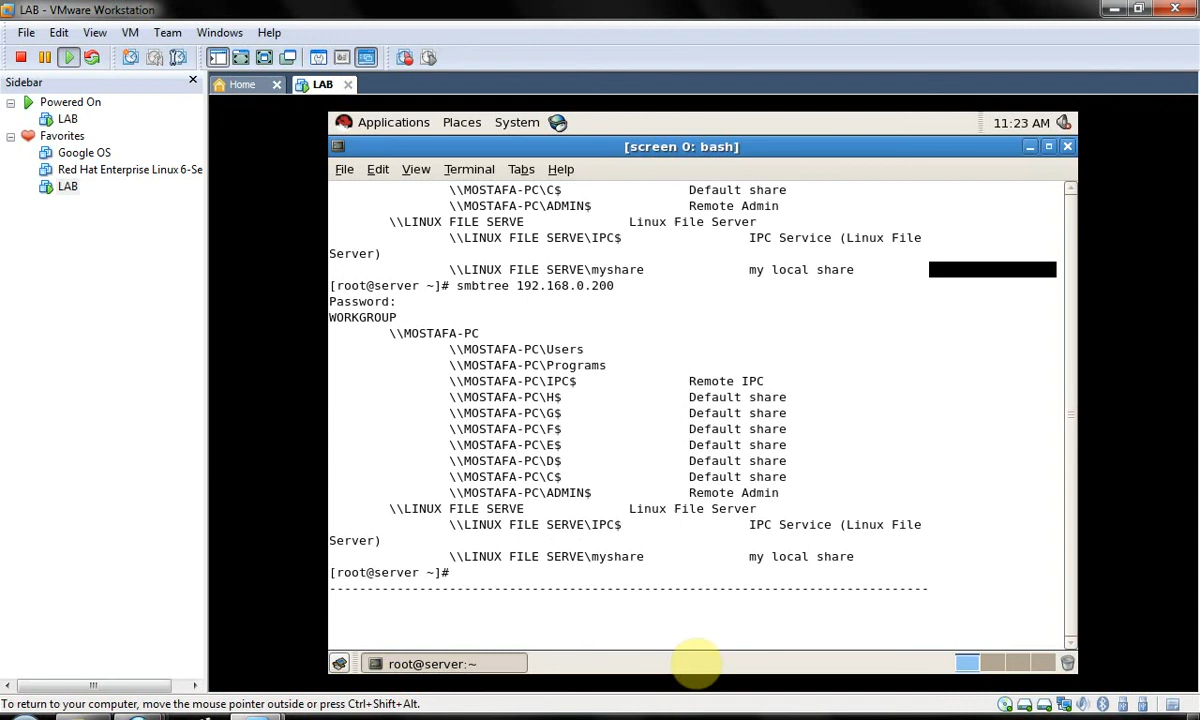 LAB - VMware Workstation
File Edit View VM Team Windows Help
Sidebar
Home LAB
Powered On
LAB
Favorites
Google OS
Red Hat Enterprise Linux 6-Se
LAB
Applications Places System 11:23 AM
[screen 0: bash]
File Edit View Terminal Tabs Help
\\MOSTAFA-PC\C$ Default share
\\MOSTAFA-PC\ADMIN$ Remote Admin
\\LINUX FILE SERVE Linux File Server
\\LINUX FILE SERVE\IPC$ IPC Service (Linux File
Server)
\\LINUX FILE SERVE\myshare my local share
[root@server ~]# smbtree 192.168.0.200
Password:
WORKGROUP
\\MOSTAFA-PC
\\MOSTAFA-PC\Users
\\MOSTAFA-PC\Programs
\\MOSTAFA-PC\IPC$ Remote IPC
\\MOSTAFA-PC\H$ Default share
\\MOSTAFA-PC\G$ Default share
\\MOSTAFA-PC\F$ Default share
\\MOSTAFA-PC\E$ Default share
\\MOSTAFA-PC\D$ Default share
\\MOSTAFA-PC\C$ Default share
\\MOSTAFA-PC\ADMIN$ Remote Admin
\\LINUX FILE SERVE Linux File Server
\\LINUX FILE SERVE\IPC$ IPC Service (Linux File
Server)
\\LINUX FILE SERVE\myshare my local share
[root@server ~]#
--------------------------------------------------------------------------------
root@server:~
To return to your computer, move the mouse pointer outside or press Ctrl+Shift+Alt.